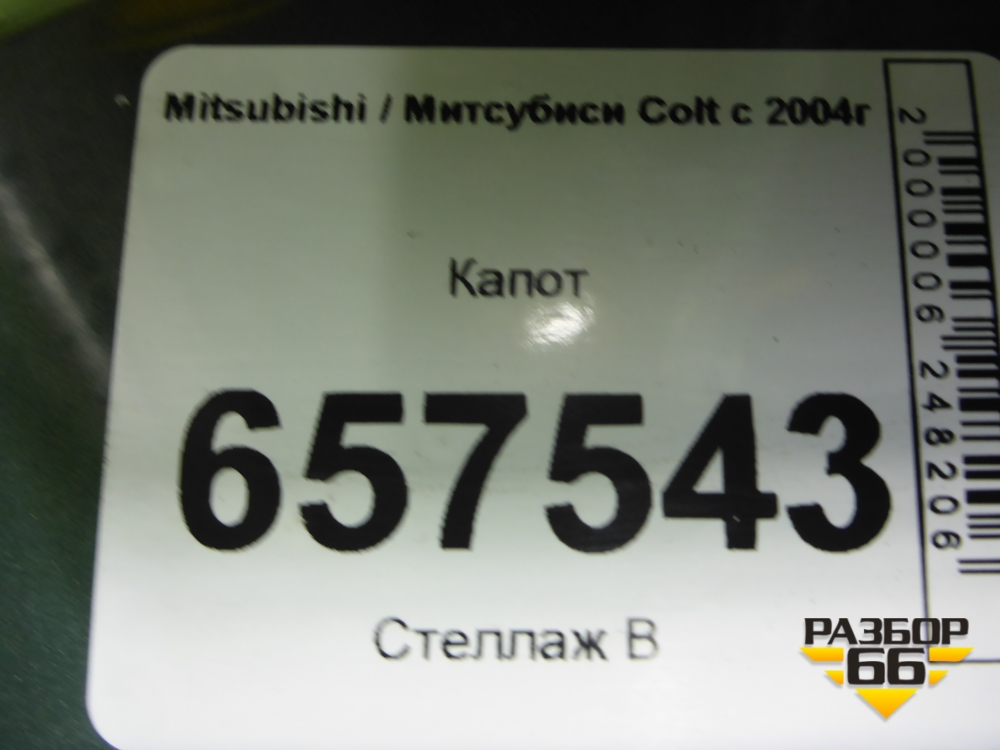 Mitsubishi / Митсубиси Colt с 2004г
Капот
657543
Стеллаж В
2000006248206
РАЗБОР
66